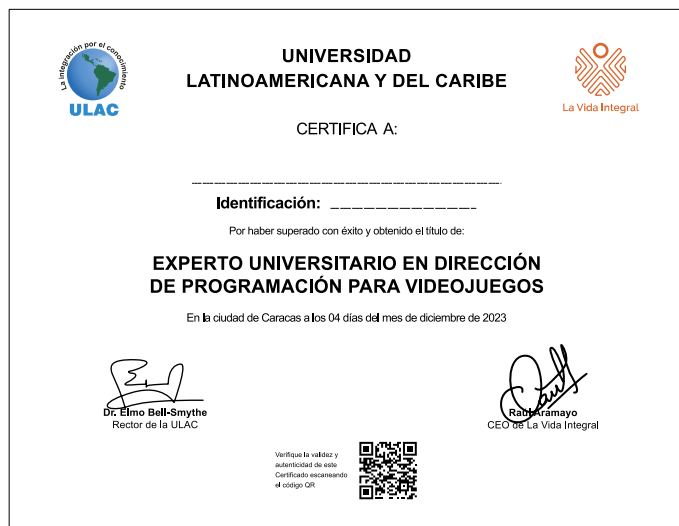 La integración por el conocimiento
ULAC
UNIVERSIDAD
LATINOAMERICANA Y DEL CARIBE
La Vida Integral
CERTIFICA A:
Identificación:
Por haber superado con éxito y obtenido el título de:
EXPERTO UNIVERSITARIO EN DIRECCIÓN
DE PROGRAMACIÓN PARA VIDEOJUEGOS
En la ciudad de Caracas a los 04 días del mes de diciembre de 2023
Dr. Elmo Bell-Smythe
Rector de la ULAC
Raúl Aramayo
CEO de La Vida Integral
Verifique la validez y
autenticidad de este
Certificado escaneando
el código QR